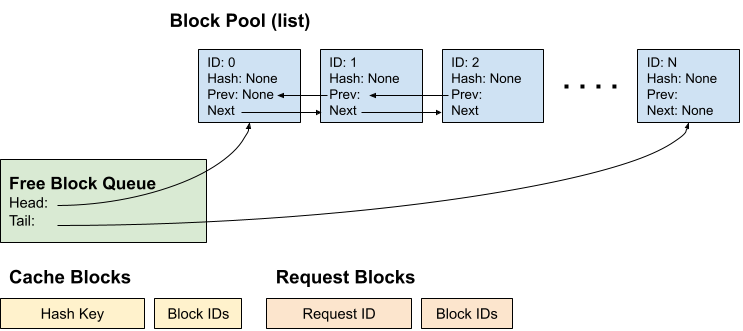 Block Pool (list)
ID: 0
Hash: None
Prev: None
Next
ID: 1
Hash: None
Prev:
Next
ID: 2
Hash: None
Prev:
Next
. . . .
ID: N
Hash: None
Prev:
Next: None
Free Block Queue
Head:
Tail:
Cache Blocks
Hash Key
Block IDs
Request Blocks
Request ID
Block IDs